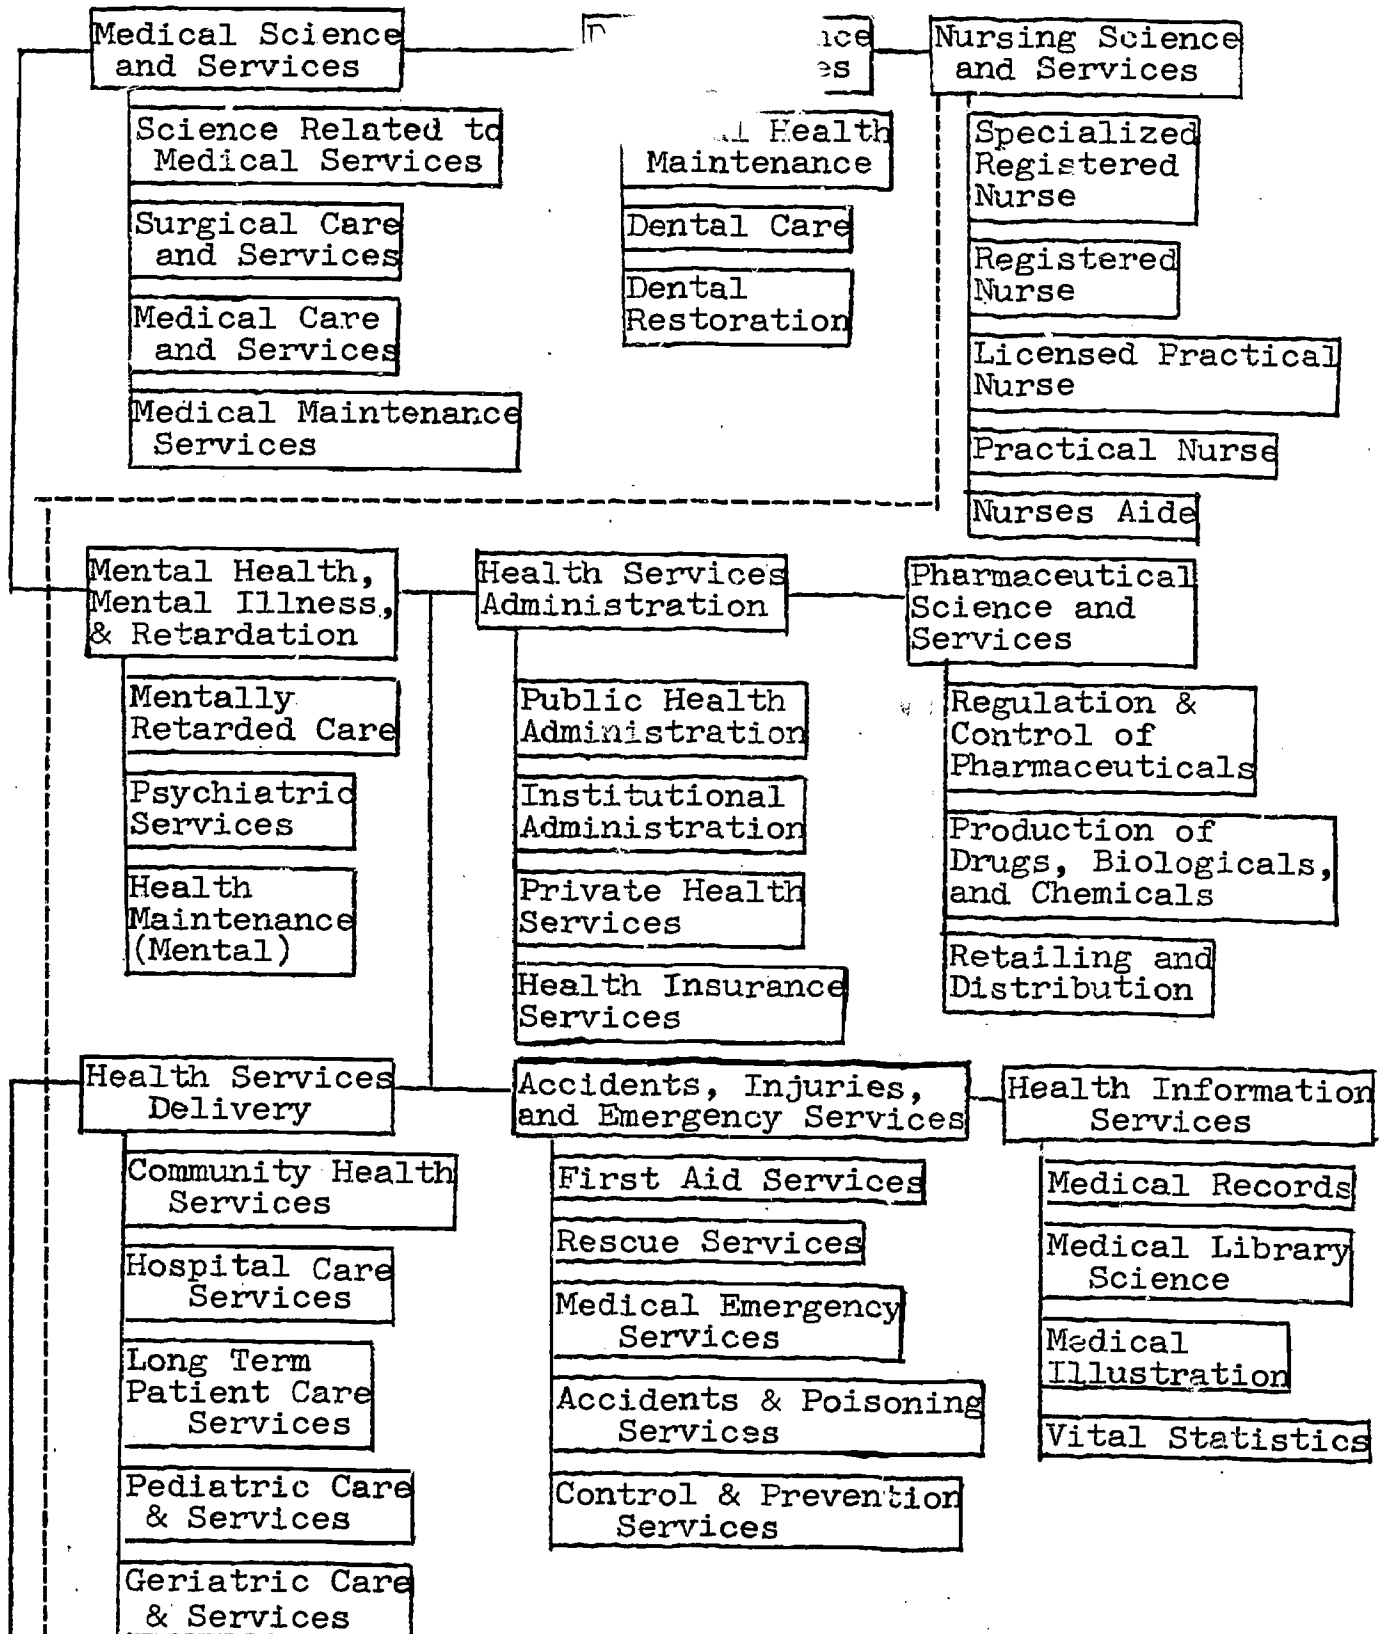 Medical Science
and Services
Science Related to
Medical Services
Surgical Care
and Services
Medical Care
and Services
Medical Maintenance
Services
Health
Maintenance
Dental Care
Dental
Restoration
Nursing Science
and Services
Specialized
Registered
Nurse
Registered
Nurse
Licensed Practical
Nurse
Practical Nurse
Nurses Aide
Mental Health,
Mental Illness,
& Retardation
Mentally
Retarded Care
Psychiatric
Services
Health
Maintenance
(Mental)
Health Services
Administration
Public Health
Administration
Institutional
Administration
Private Health
Services
Health Insurance
Services
Pharmaceutical
Science and
Services
Regulation &
Control of
Pharmaceuticals
Production of
Drugs, Biologicals,
and Chemicals
Retailing and
Distribution
Health Services
Delivery
Community Health
Services
Hospital Care
Services
Long Term
Patient Care
Services
Pediatric Care
& Services
Geriatric Care
& Services
Accidents, Injuries,
and Emergency Services
First Aid Services
Rescue Services
Medical Emergency
Services
Accidents & Poisoning
Services
Control & Prevention
Services
Health Information
Services
Medical Records
Medical Library
Science
Medical
Illustration
Vital Statistics